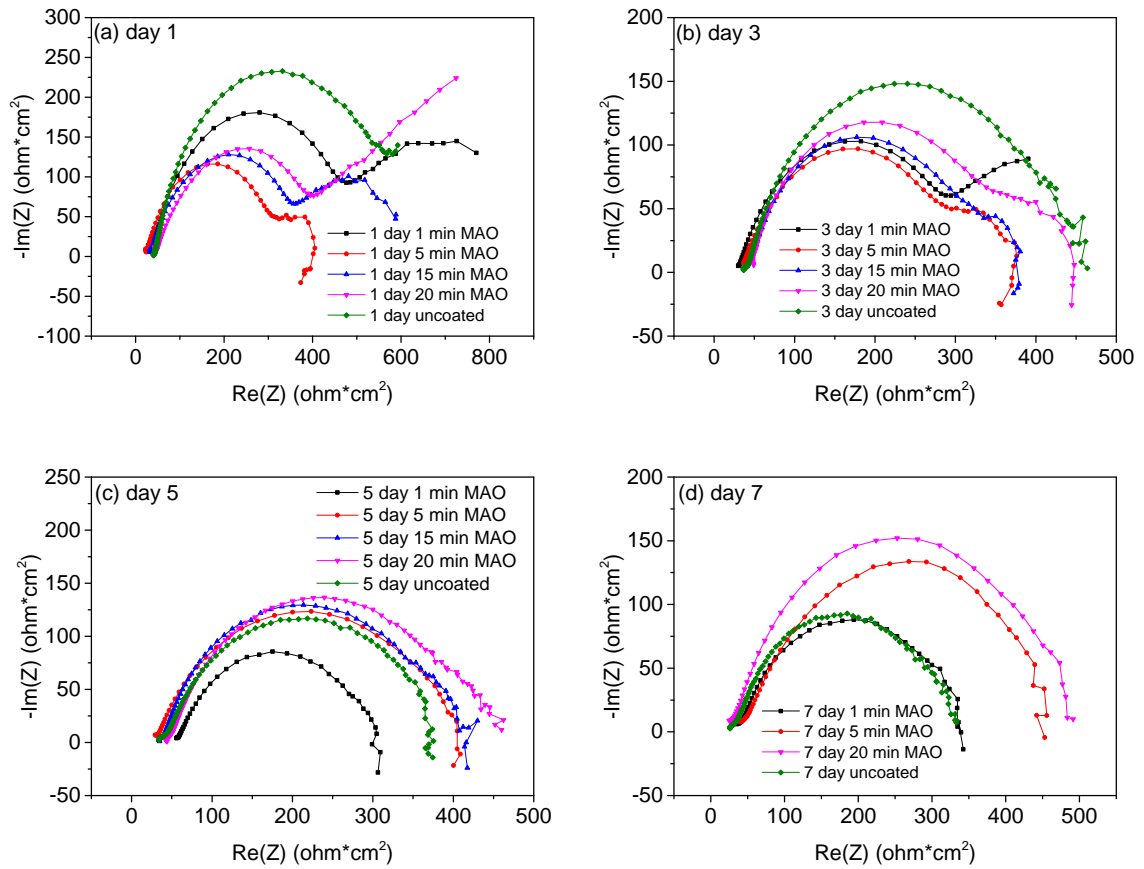 (a) day 1
300
250
200
150
100
50
0
-50
-100
-Im(Z) (ohm*cm²)
1 day 1 min MAO
1 day 5 min MAO
1 day 15 min MAO
1 day 20 min MAO
1 day uncoated
0 200 400 600 800
Re(Z) (ohm*cm²)
(b) day 3
200
150
100
50
0
-50
-Im(Z) (ohm*cm²)
3 day 1 min MAO
3 day 5 min MAO
3 day 15 min MAO
3 day 20 min MAO
3 day uncoated
0 100 200 300 400 500
Re(Z) (ohm*cm²)
(c) day 5
250
200
150
100
50
0
-50
-Im(Z) (ohm*cm²)
5 day 1 min MAO
5 day 5 min MAO
5 day 15 min MAO
5 day 20 min MAO
5 day uncoated
0 100 200 300 400 500
Re(Z) (ohm*cm²)
(d) day 7
200
150
100
50
0
-50
-Im(Z) (ohm*cm²)
7 day 1 min MAO
7 day 5 min MAO
7 day 20 min MAO
7 day uncoated
0 100 200 300 400 500
Re(Z) (ohm*cm²)